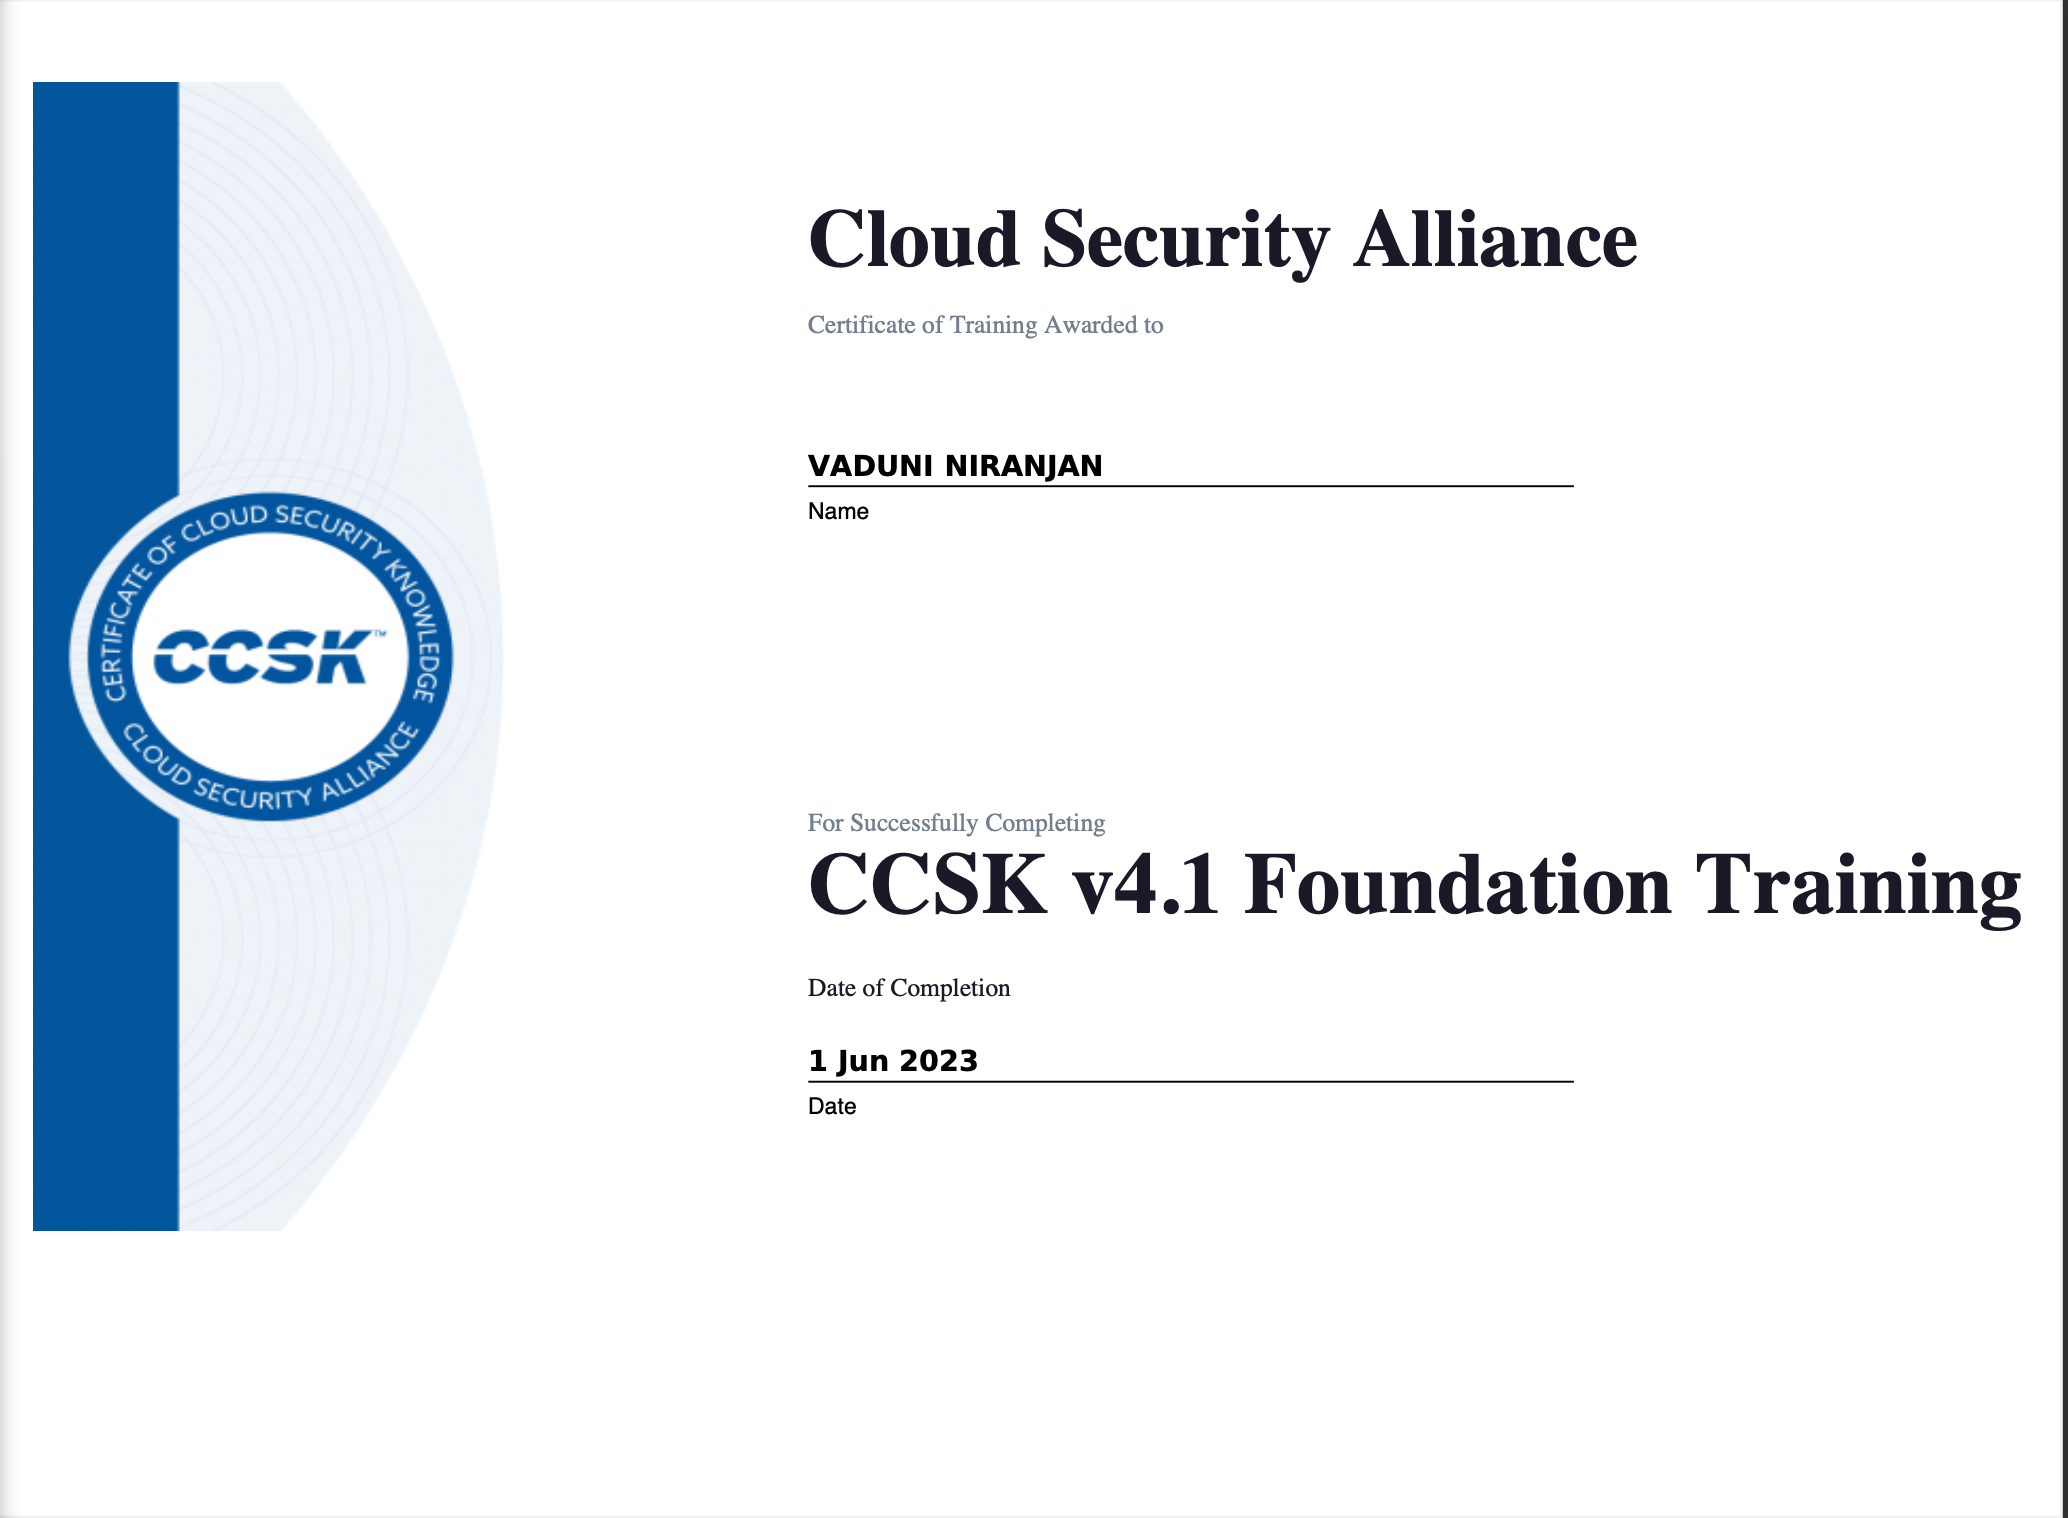 Cloud Security Alliance
Certificate of Training Awarded to
VADUNI NIRANJAN
Name
CERTIFICATE OF CLOUD SECURITY KNOWLEDGE
CCSK™
CLOUD SECURITY ALLIANCE
For Successfully Completing
CCSK v4.1 Foundation Training
Date of Completion
1 Jun 2023
Date